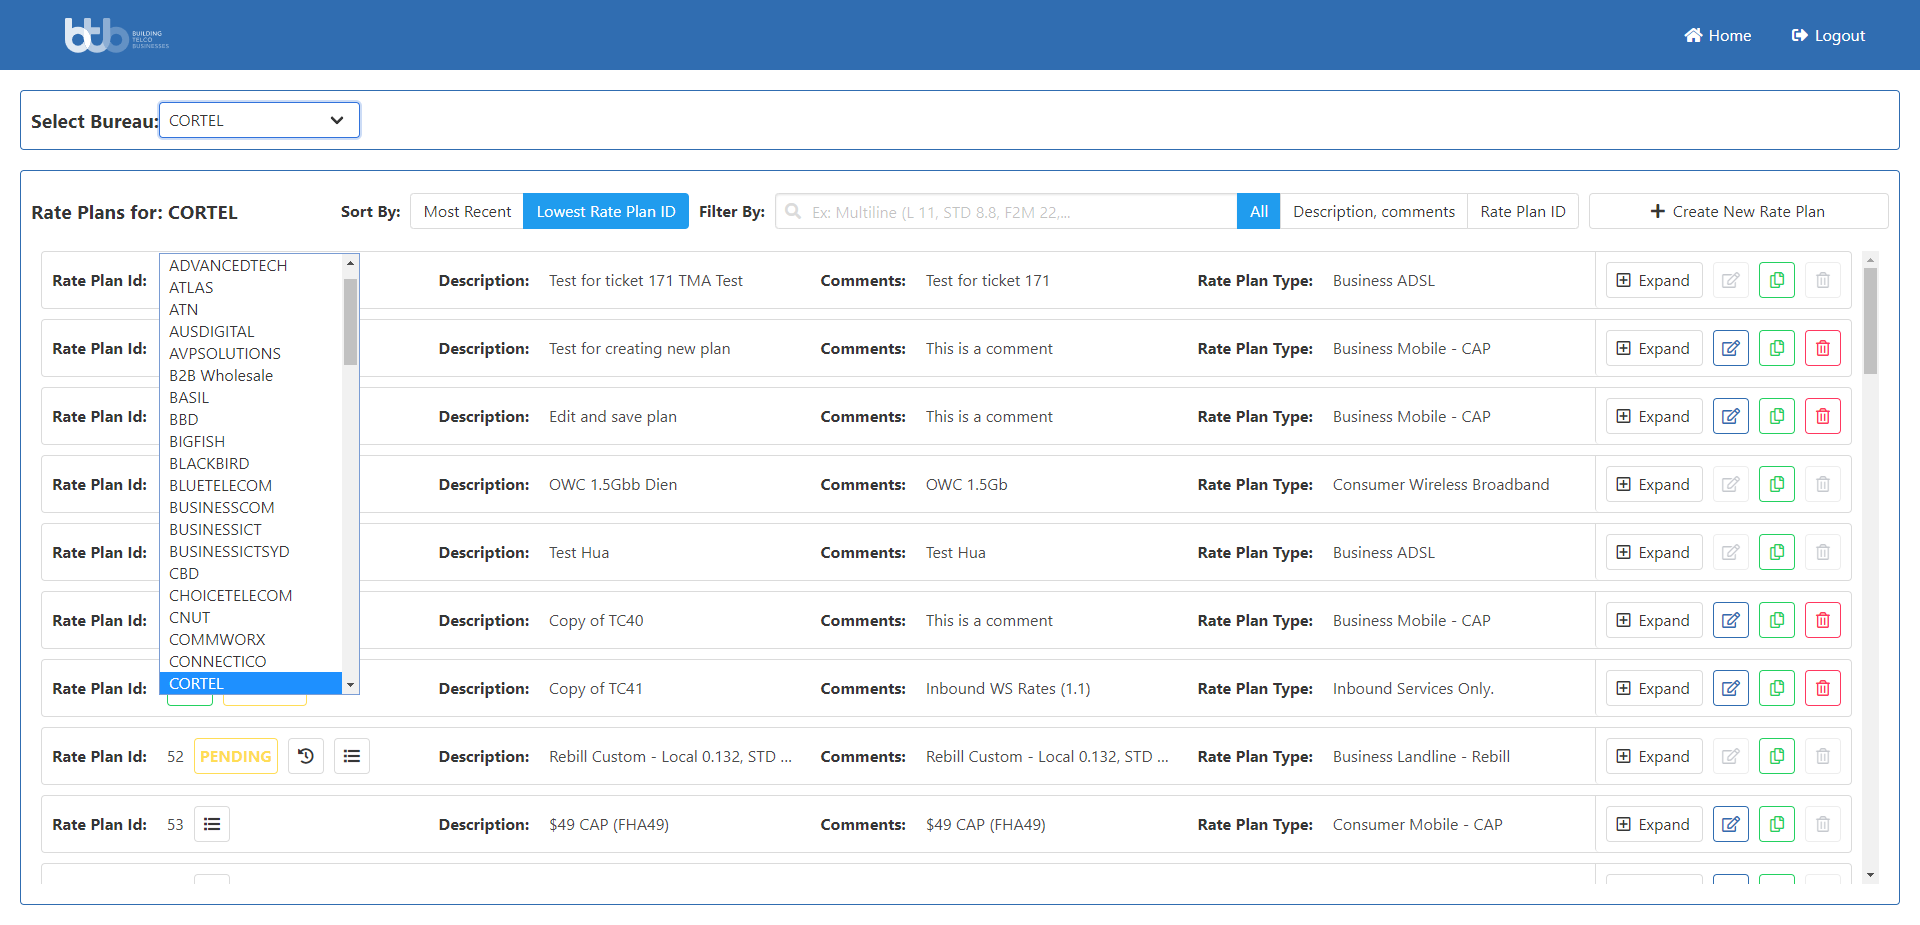 btb BUILDING TELCO BUSINESSES
Home Logout
Select Bureau: CORTEL
Rate Plans for: CORTEL Sort By: Most Recent Lowest Rate Plan ID Filter By: Ex: Multiline (L 11, STD 8.8, F2M 22,... All Description, comments Rate Plan ID Create New Rate Plan
ADVANCEDTECH
ATLAS
ATN
AUSDIGITAL
AVPSOLUTIONS
B2B Wholesale
BASIL
BBD
BIGFISH
BLACKBIRD
BLUETELECOM
BUSINESSCOM
BUSINESSICT
BUSINESSICTSYD
CBD
CHOICETELECOM
CNUT
COMMWORX
CONNECTICO
CORTEL
Rate Plan Id: Description: Test for ticket 171 TMA Test Comments: Test for ticket 171 Rate Plan Type: Business ADSL Expand
Rate Plan Id: Description: Test for creating new plan Comments: This is a comment Rate Plan Type: Business Mobile - CAP Expand
Rate Plan Id: Description: Edit and save plan Comments: This is a comment Rate Plan Type: Business Mobile - CAP Expand
Rate Plan Id: Description: OWC 1.5Gbb Dien Comments: OWC 1.5Gb Rate Plan Type: Consumer Wireless Broadband Expand
Rate Plan Id: Description: Test Hua Comments: Test Hua Rate Plan Type: Business ADSL Expand
Rate Plan Id: Description: Copy of TC40 Comments: This is a comment Rate Plan Type: Business Mobile - CAP Expand
Rate Plan Id: Description: Copy of TC41 Comments: Inbound WS Rates (1.1) Rate Plan Type: Inbound Services Only. Expand
Rate Plan Id: 52 PENDING Description: Rebill Custom - Local 0.132, STD ... Comments: Rebill Custom - Local 0.132, STD ... Rate Plan Type: Business Landline - Rebill Expand
Rate Plan Id: 53 Description: $49 CAP (FHA49) Comments: $49 CAP (FHA49) Rate Plan Type: Consumer Mobile - CAP Expand